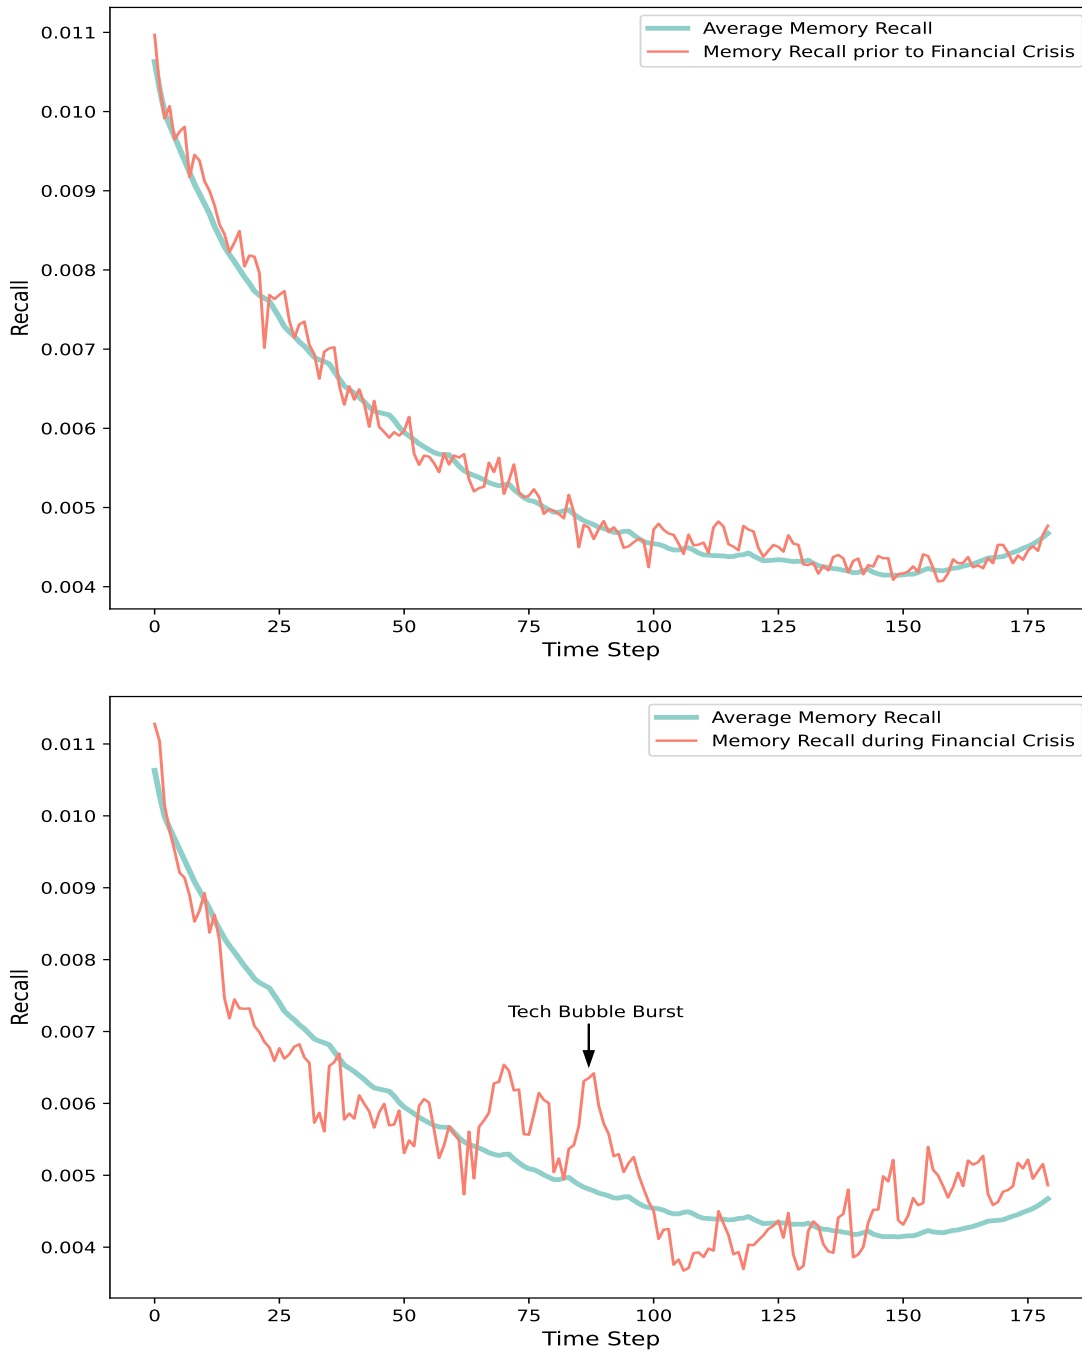 Average Memory Recall
Memory Recall prior to Financial Crisis
0.011
0.010
0.009
0.008
0.007
0.006
0.005
0.004
Recall
0 25 50 75 100 125 150 175
Time Step
Average Memory Recall
Memory Recall during Financial Crisis
0.011
0.010
0.009
0.008
0.007
0.006
0.005
0.004
Recall
Tech Bubble Burst
0 25 50 75 100 125 150 175
Time Step